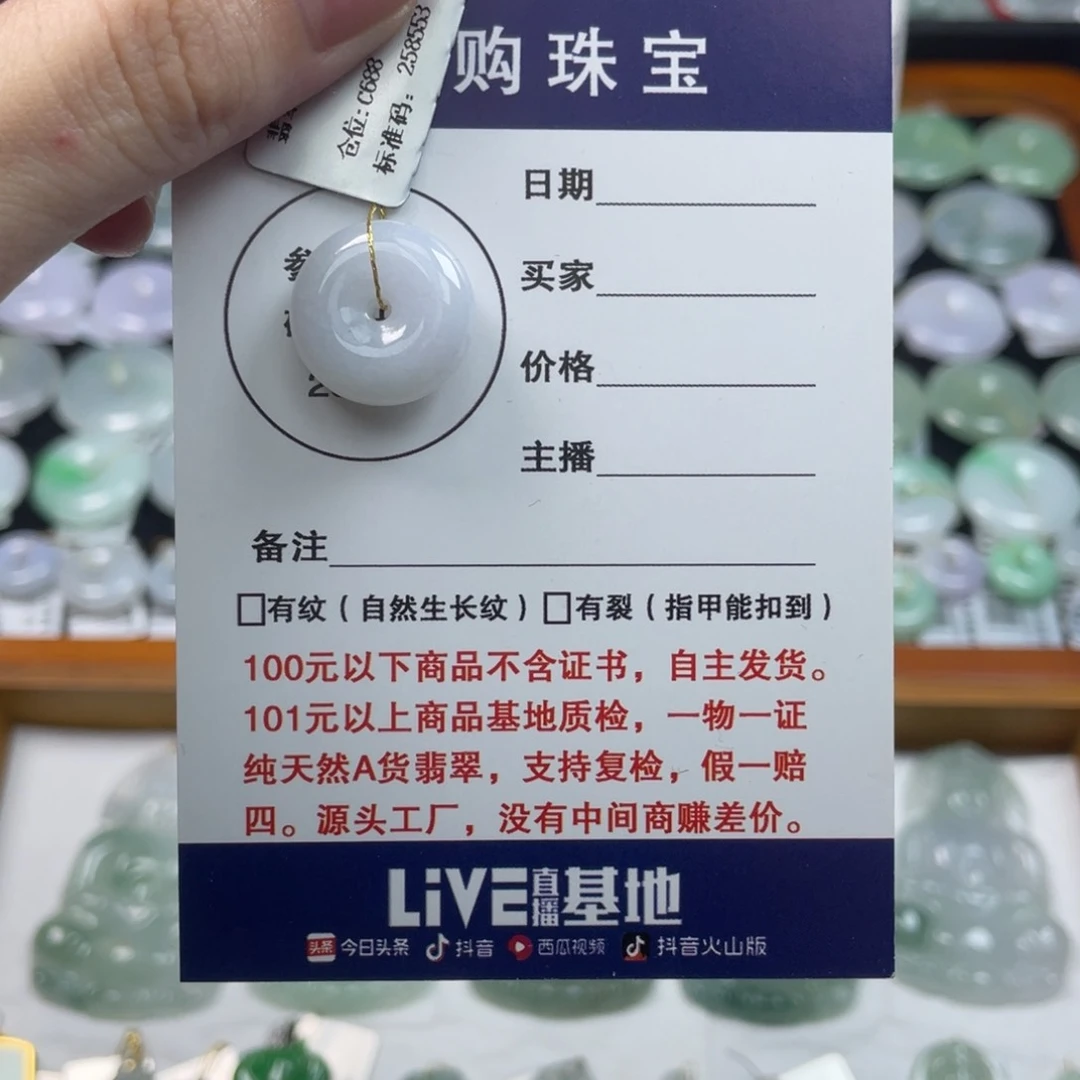 购珠宝
仓位:C688
标准码: 258553
日期
买家
价格
主播
备注
□有纹(自然生长纹)□有裂(指甲能扣到)
100元以下商品不含证书,自主发货。
101元以上商品基地质检,一物一证
纯天然A货翡翠,支持复检,假一赔
四。源头工厂,没有中间商赚差价。
LiVE直播基地
头条 今日头条 抖音 西瓜视频 抖音火山版